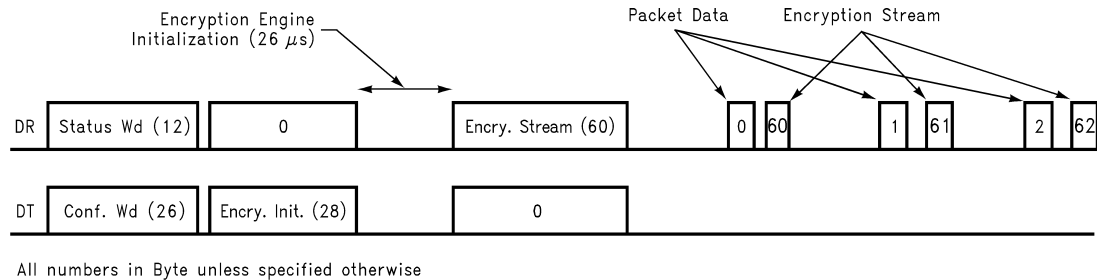 Encryption Engine
Initialization (26 μs)
Packet Data
Encryption Stream
DR
Status Wd (12)
0
Encry. Stream (60)
0
60
1
61
2
62
DT
Conf. Wd (26)
Encry. Init. (28)
0
All numbers in Byte unless specified otherwise